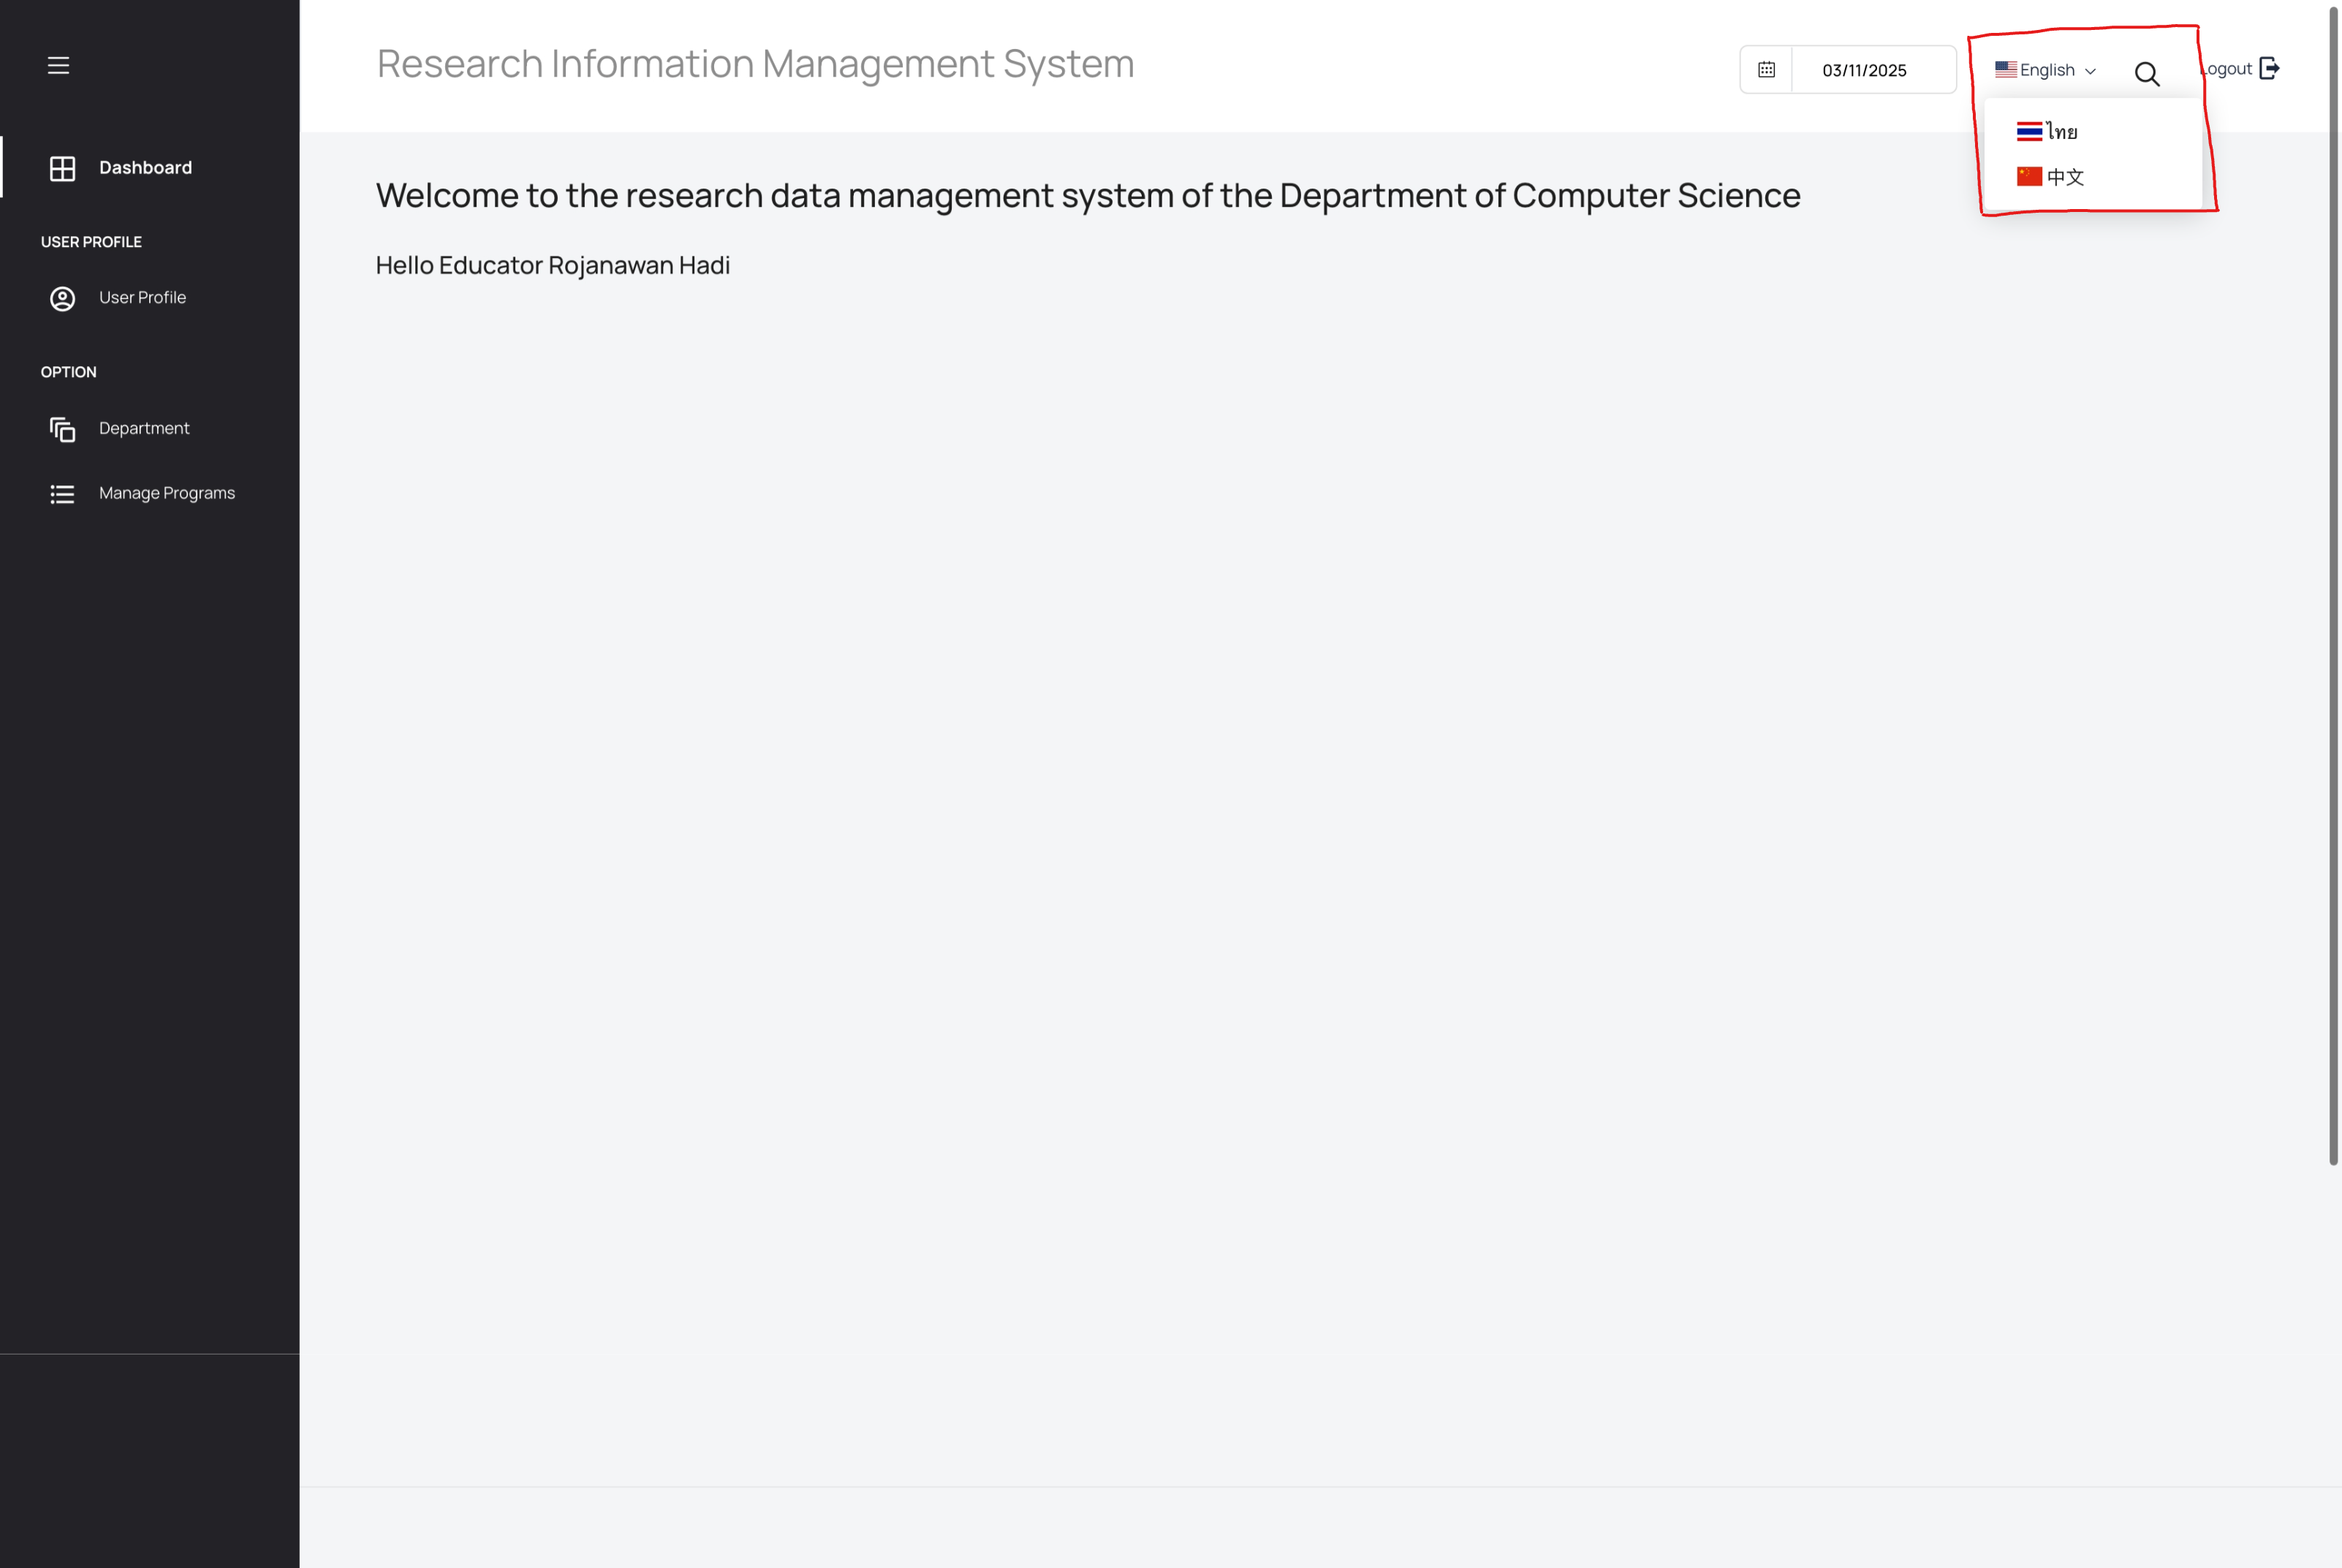 Research Information Management System
03/11/2025
English
Logout
ไทย
中文
Dashboard
USER PROFILE
User Profile
OPTION
Department
Manage Programs
Welcome to the research data management system of the Department of Computer Science
Hello Educator Rojanawan Hadi